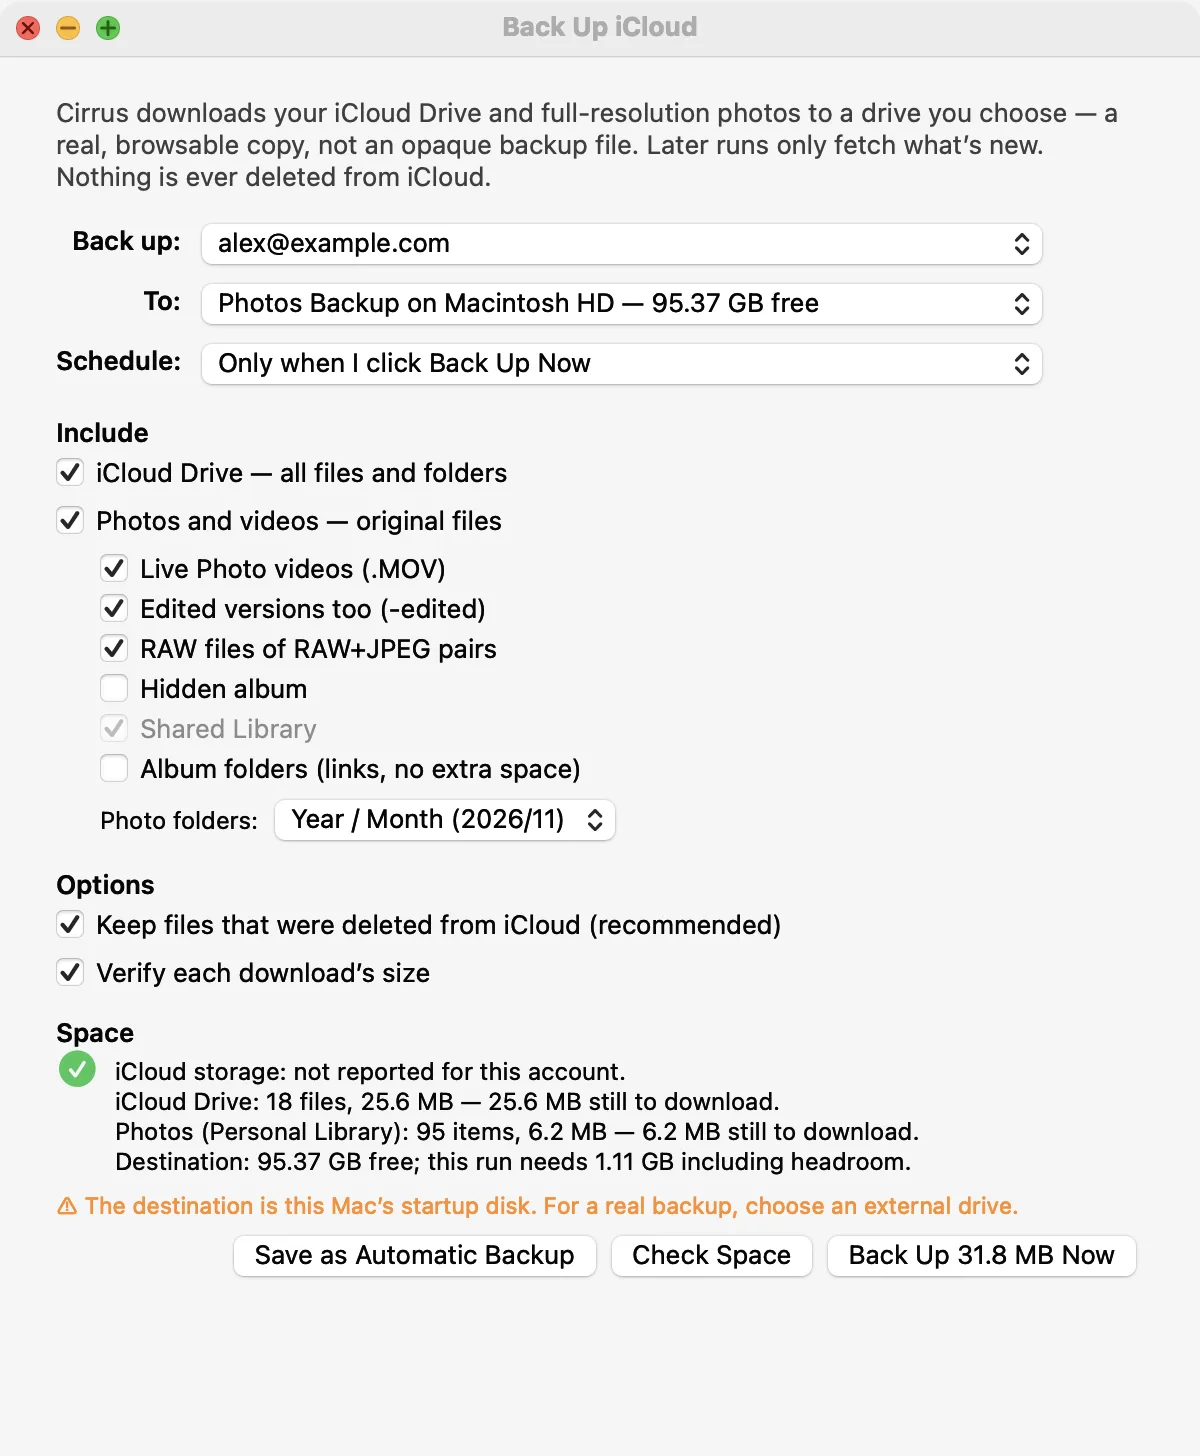 Back Up iCloud
Cirrus downloads your iCloud Drive and full-resolution photos to a drive you choose — a
real, browsable copy, not an opaque backup file. Later runs only fetch what’s new.
Nothing is ever deleted from iCloud.
Back up: alex@example.com
To: Photos Backup on Macintosh HD — 95.37 GB free
Schedule: Only when I click Back Up Now
Include
iCloud Drive — all files and folders
Photos and videos — original files
Live Photo videos (.MOV)
Edited versions too (-edited)
RAW files of RAW+JPEG pairs
Hidden album
Shared Library
Album folders (links, no extra space)
Photo folders: Year / Month (2026/11)
Options
Keep files that were deleted from iCloud (recommended)
Verify each download’s size
Space
iCloud storage: not reported for this account.
iCloud Drive: 18 files, 25.6 MB — 25.6 MB still to download.
Photos (Personal Library): 95 items, 6.2 MB — 6.2 MB still to download.
Destination: 95.37 GB free; this run needs 1.11 GB including headroom.
The destination is this Mac’s startup disk. For a real backup, choose an external drive.
Save as Automatic Backup Check Space Back Up 31.8 MB Now